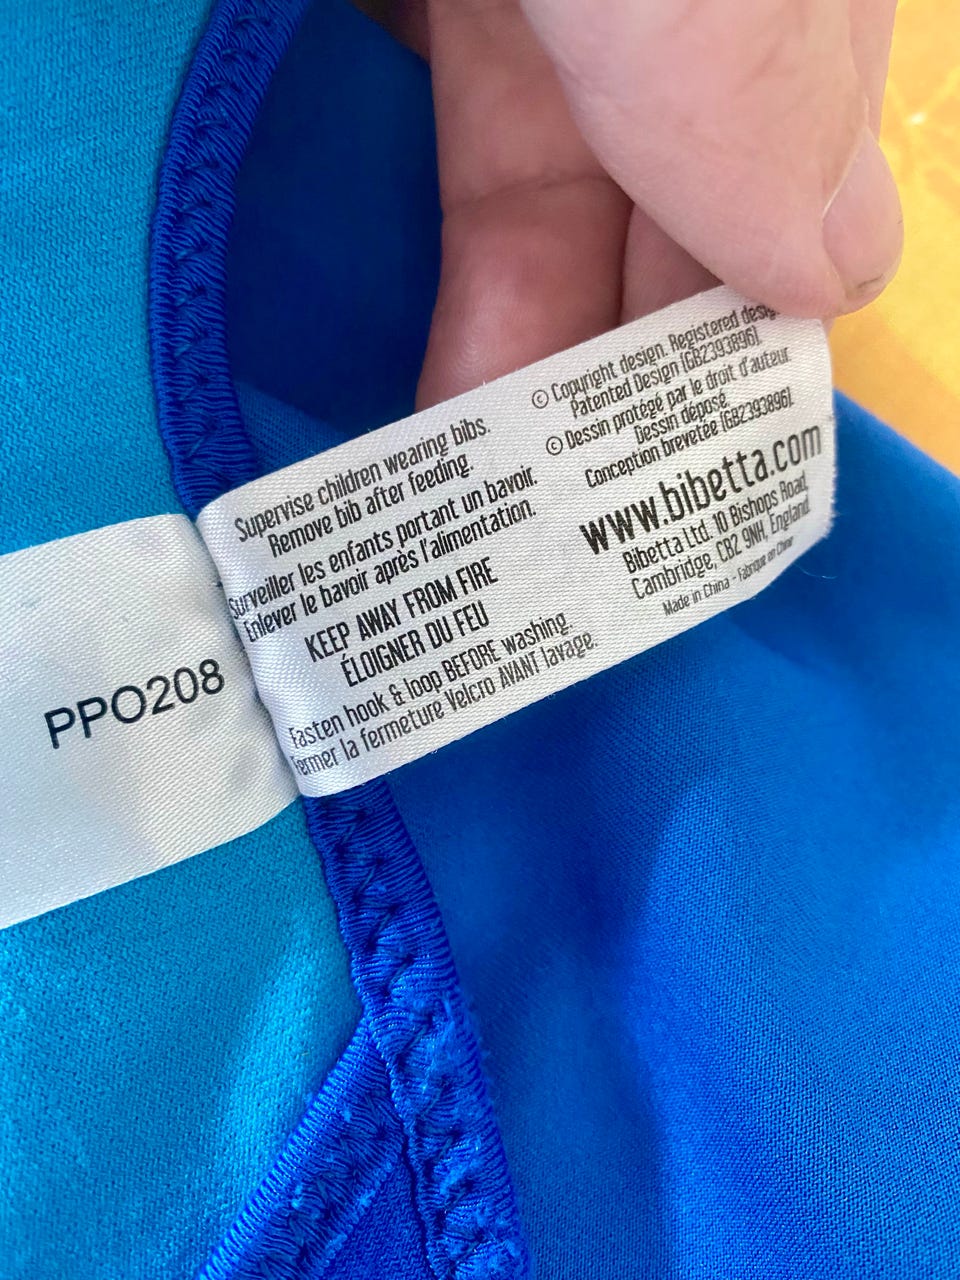 PPO208
Supervise children wearing bibs.
Remove bib after feeding.
Surveiller les enfants portant un bavoir.
Enlever le bavoir après l'alimentation.
KEEP AWAY FROM FIRE
ÉLOIGNER DU FEU
Fasten hook & loop BEFORE washing
Fermer la fermeture Velcro AVANT lavage.
© Copyright design. Registered
Patented Design (GB2393896).
© Dessin protégé par le droit d'auteur.
Dessin déposé.
Conception brevetée (GB2393896).
www.bibetta.com
Bibetta Ltd. 10 Bishops Road,
Cambridge, CB2 9NH, England.
Made in China - Fabriqué en Chine